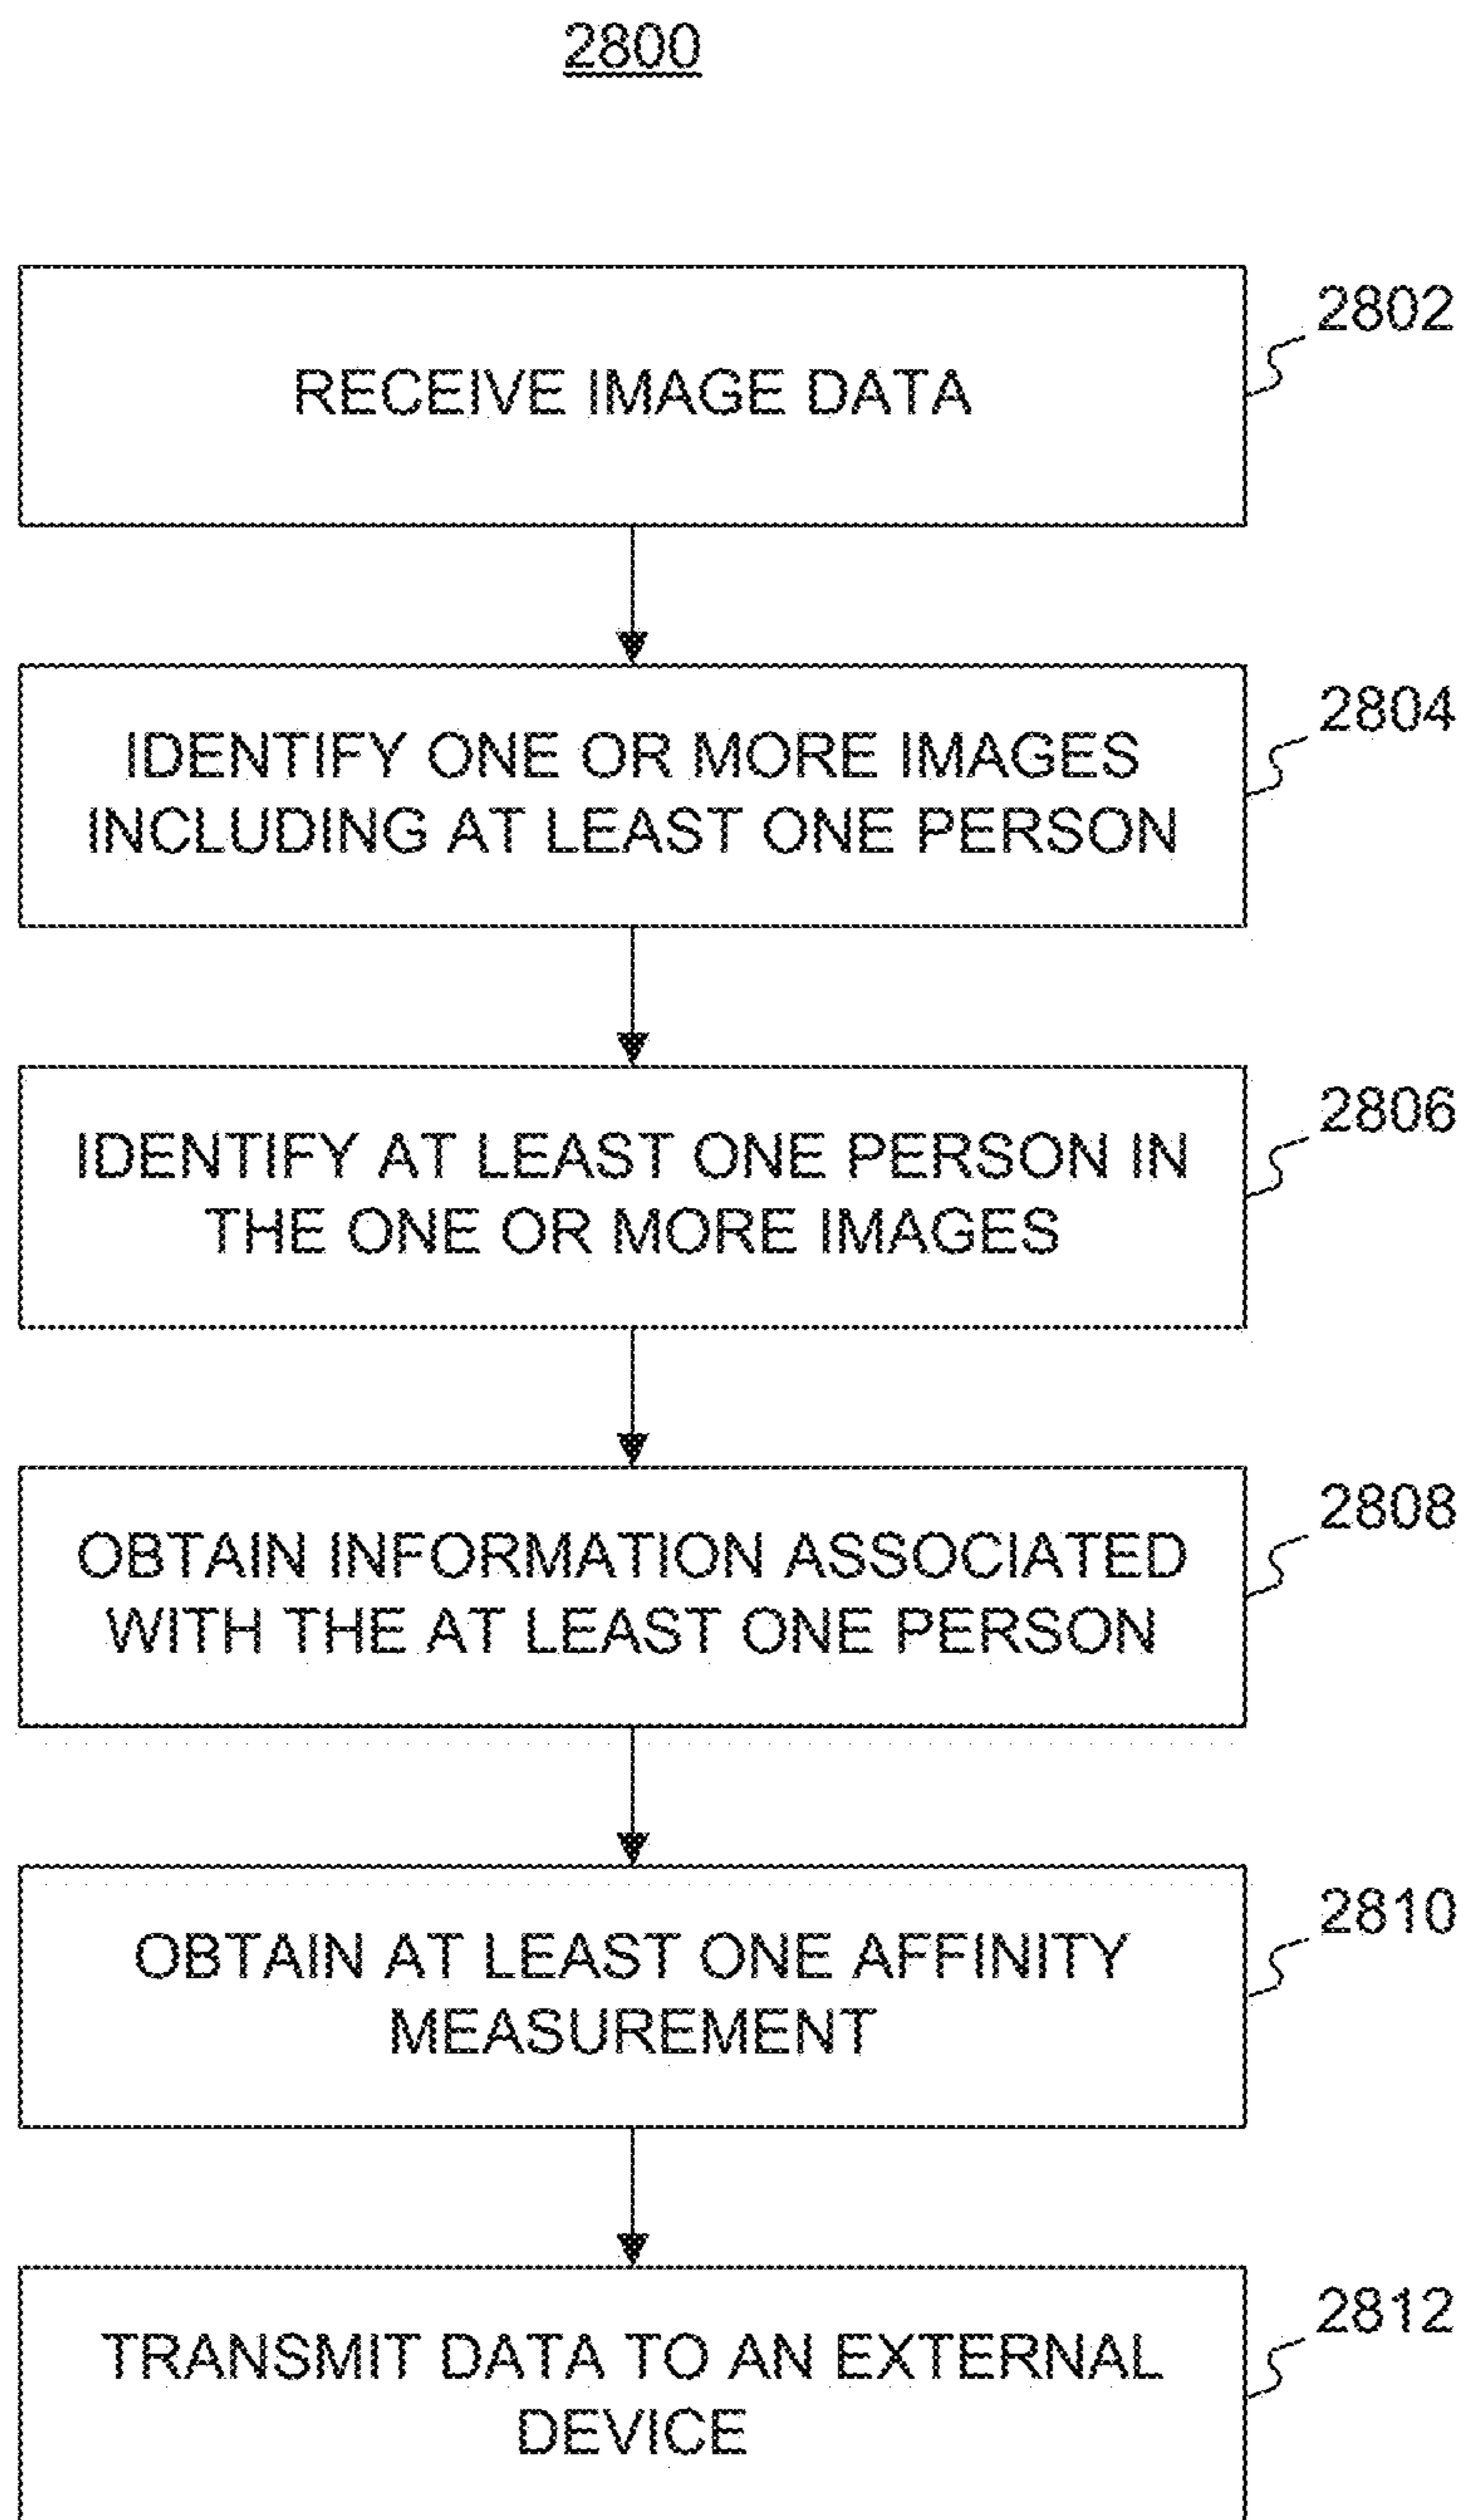 2800
RECEIVE IMAGE DATA
2802
IDENTIFY ONE OR MORE IMAGES
INCLUDING AT LEAST ONE PERSON
2804
IDENTIFY AT LEAST ONE PERSON IN
THE ONE OR MORE IMAGES
2806
OBTAIN INFORMATION ASSOCIATED
WITH THE AT LEAST ONE PERSON
2808
OBTAIN AT LEAST ONE AFFINITY
MEASUREMENT
2810
TRANSMIT DATA TO AN EXTERNAL
DEVICE
2812